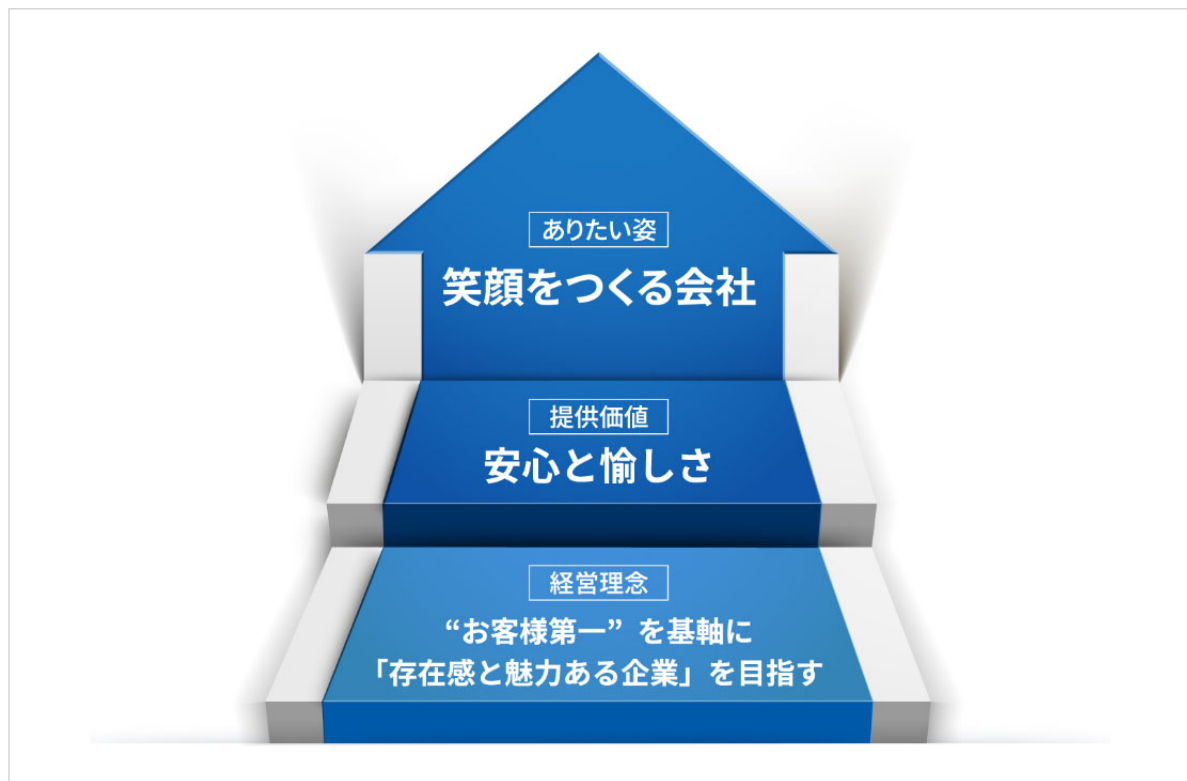 ありたい姿
笑顔をつくる会社
提供価値
安心と愉しさ
経営理念
“お客様第一” を基軸に
「存在感と魅力ある企業」を目指す